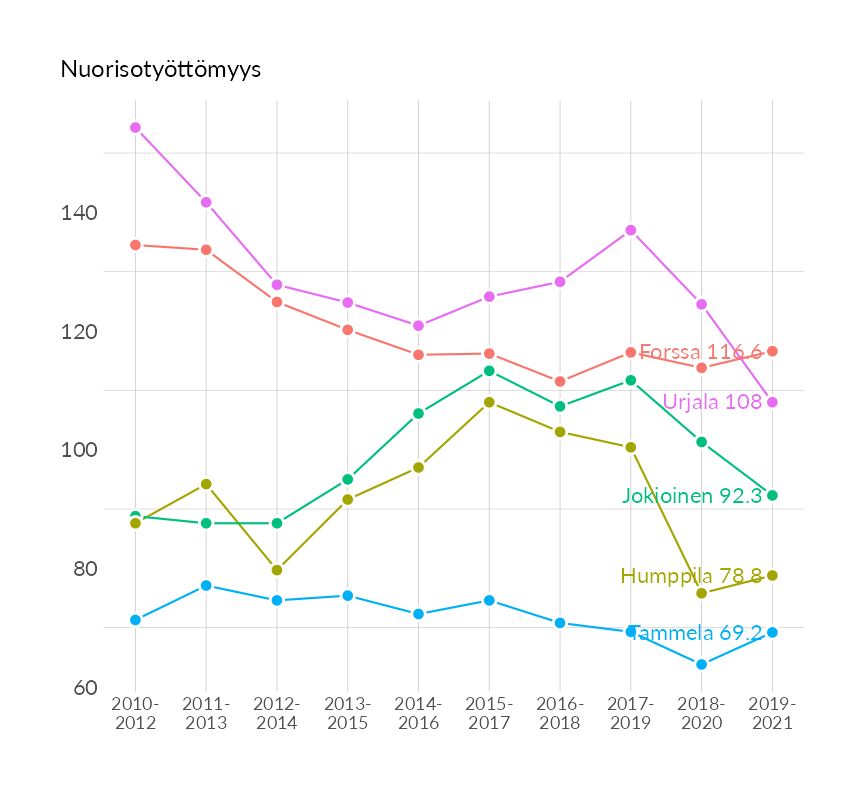 Nuorisotyöttömyys
140
120
100
80
60
Forssa 116.6
Urjala 108
Jokioinen 92.3
Humppila 78.8
Tammela 69.2
2010- 2011- 2012- 2013- 2014- 2015- 2016- 2017- 2018- 2019-
2012 2013 2014 2015 2016 2017 2018 2019 2020 2021